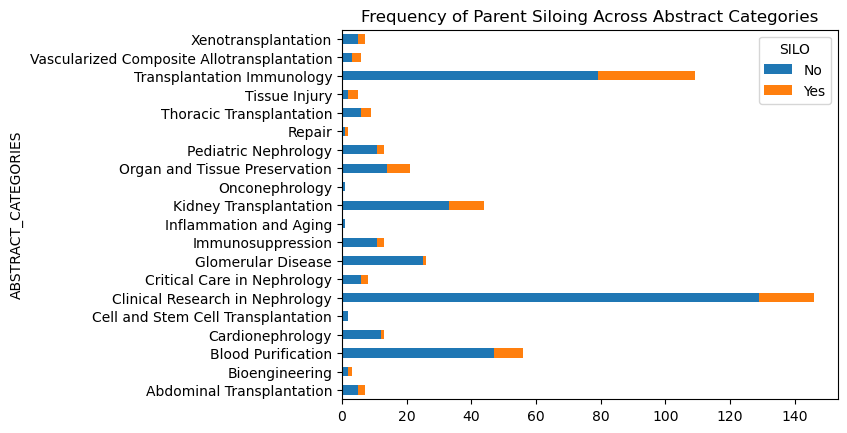 Frequency of Parent Siloing Across Abstract Categories
ABSTRACT_CATEGORIES
Xenotransplantation
Vascularized Composite Allotransplantation
Transplantation Immunology
Tissue Injury
Thoracic Transplantation
Repair
Pediatric Nephrology
Organ and Tissue Preservation
Onconephrology
Kidney Transplantation
Inflammation and Aging
Immunosuppression
Glomerular Disease
Critical Care in Nephrology
Clinical Research in Nephrology
Cell and Stem Cell Transplantation
Cardionephrology
Blood Purification
Bioengineering
Abdominal Transplantation
0 20 40 60 80 100 120 140
SILO
No
Yes